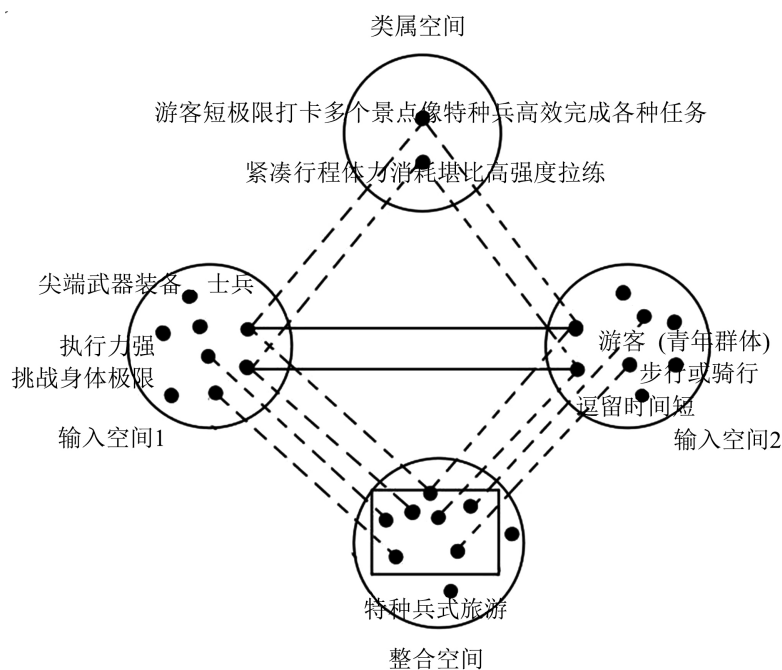 类属空间
游客短极限打卡多个景点像特种兵高效完成各种任务
紧凑行程体力消耗堪比高强度拉练
尖端武器装备、士兵
执行力强
挑战身体极限
输入空间1
游客 (青年群体)
步行或骑行
逗留时间短
输入空间2
特种兵式旅游
整合空间